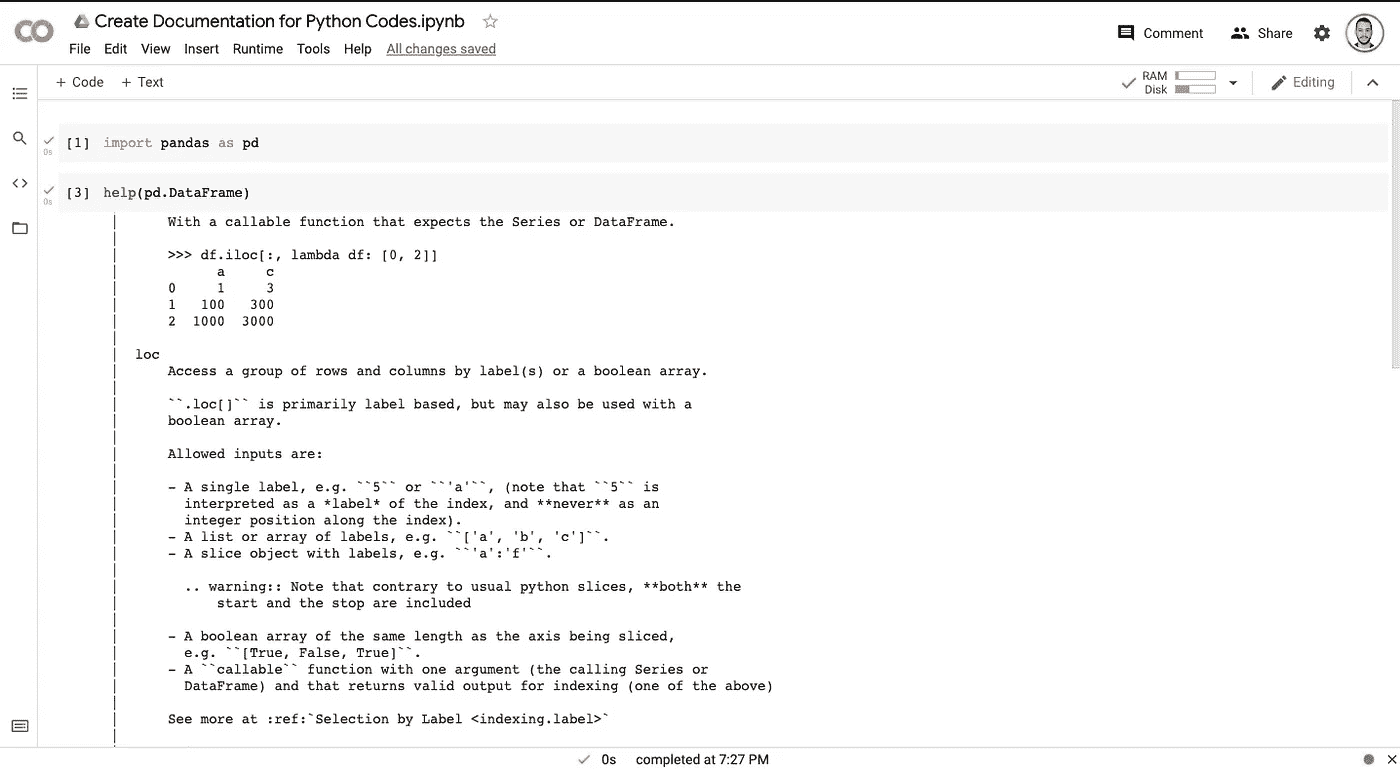 CO Create Documentation for Python Codes.ipynb
File Edit View Insert Runtime Tools Help All changes saved
Comment Share
+ Code + Text
RAM
Disk
Editing
0s
[1] import pandas as pd
0s
[3] help(pd.DataFrame)
| With a callable function that expects the Series or DataFrame.
|
| >>> df.iloc[:, lambda df: [0, 2]]
| a c
| 0 1 3
| 1 100 300
| 2 1000 3000
|
| loc
| Access a group of rows and columns by label(s) or a boolean array.
|
| ``.loc[]`` is primarily label based, but may also be used with a
| boolean array.
|
| Allowed inputs are:
|
| - A single label, e.g. ``5`` or ``'a'``, (note that ``5`` is
| interpreted as a *label* of the index, and **never** as an
| integer position along the index).
| - A list or array of labels, e.g. ``['a', 'b', 'c']``.
| - A slice object with labels, e.g. ``'a':'f'``.
|
| .. warning:: Note that contrary to usual python slices, **both** the
| start and the stop are included
|
| - A boolean array of the same length as the axis being sliced,
| e.g. ``[True, False, True]``.
| - A ``callable`` function with one argument (the calling Series or
| DataFrame) and that returns valid output for indexing (one of the above)
|
| See more at :ref:`Selection by Label <indexing.label>`
|
0s completed at 7:27 PM